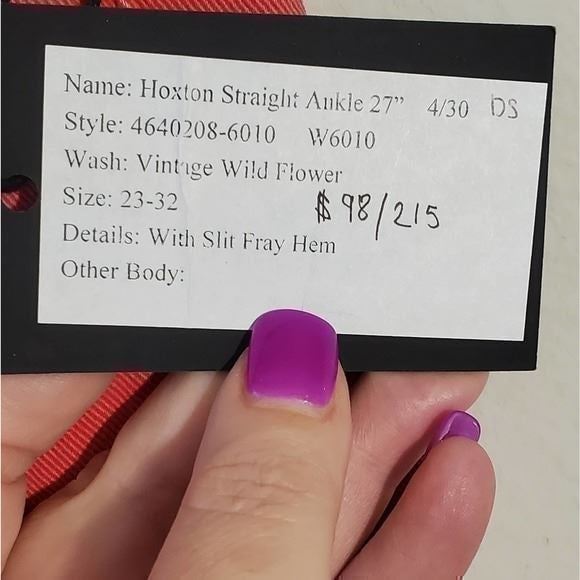 Name: Hoxton Straight Ankle 27" 4/30 DS
Style: 4640208-6010 W6010
Wash: Vintage Wild Flower
Size: 23-32 $98/215
Details: With Slit Fray Hem
Other Body: